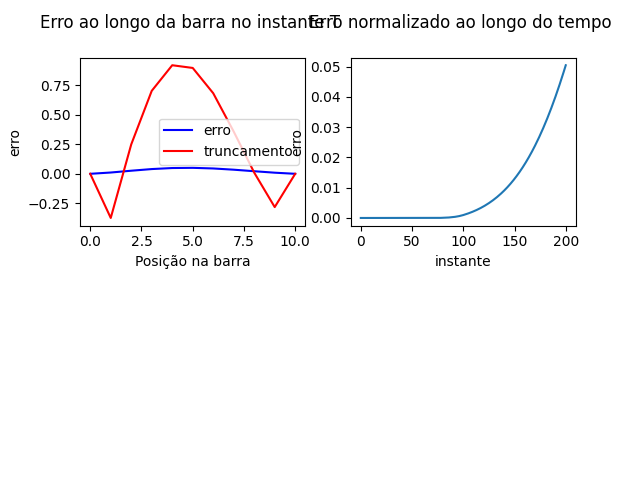 Erro ao longo da barra no instante T
Erro normalizado ao longo do tempo
erro
0.75
0.50
0.25
0.00
−0.25
0.0
2.5
5.0
7.5
10.0
Posição na barra
erro
truncamento
erro
0.05
0.04
0.03
0.02
0.01
0.00
0
50
100
150
200
instante